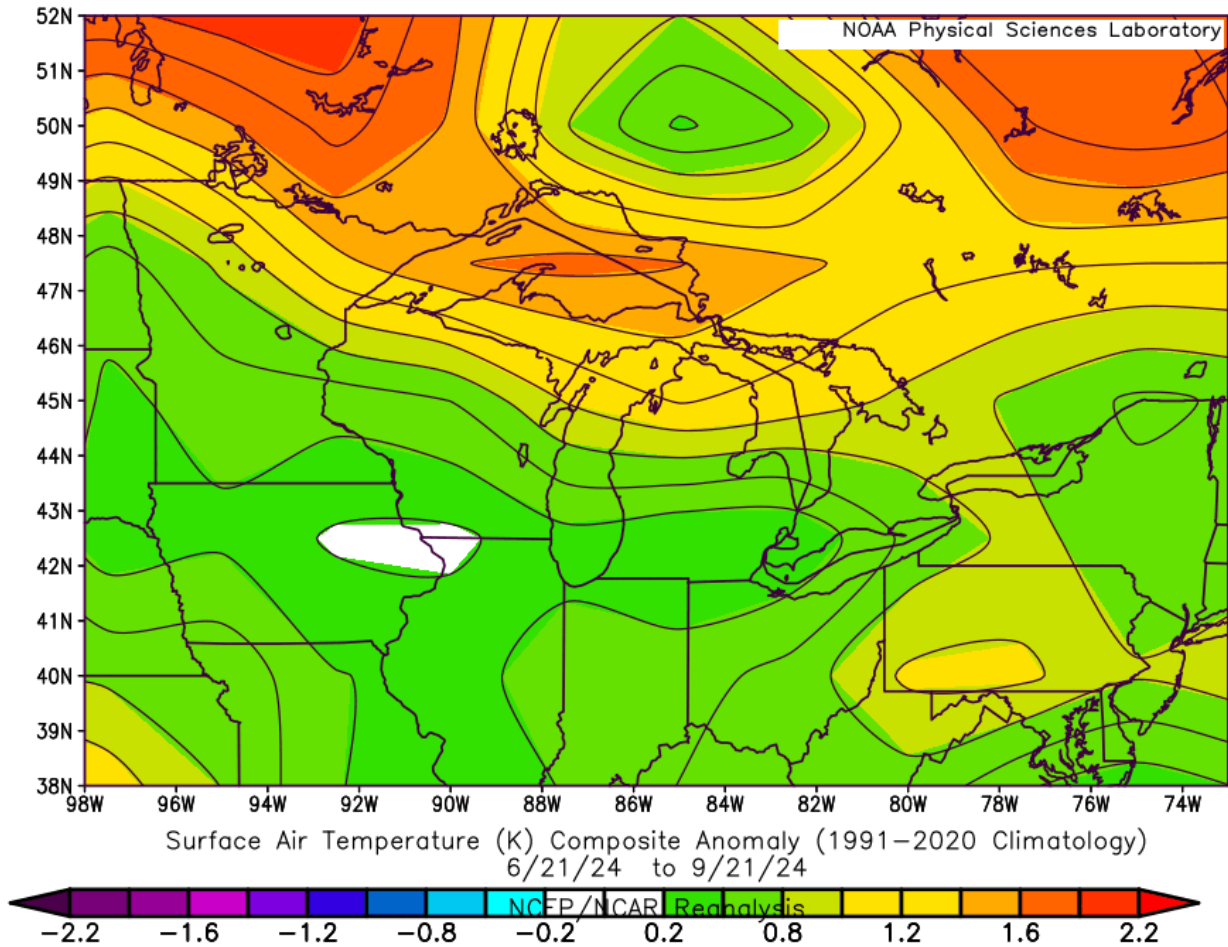 52N
NOAA Physical Sciences Laboratory
51N
50N
49N
48N
47N
46N
45N
44N
43N
42N
41N
40N
39N
38N
98W 96W 94W 92W 90W 88W 86W 84W 82W 80W 78W 76W 74W
Surface Air Temperature (K) Composite Anomaly (1991-2020 Climatology)
6/21/24 to 9/21/24
NCEP/NCAR Reanalysis
-2.2 -1.6 -1.2 -0.8 -0.2 0.2 0.8 1.2 1.6 2.2